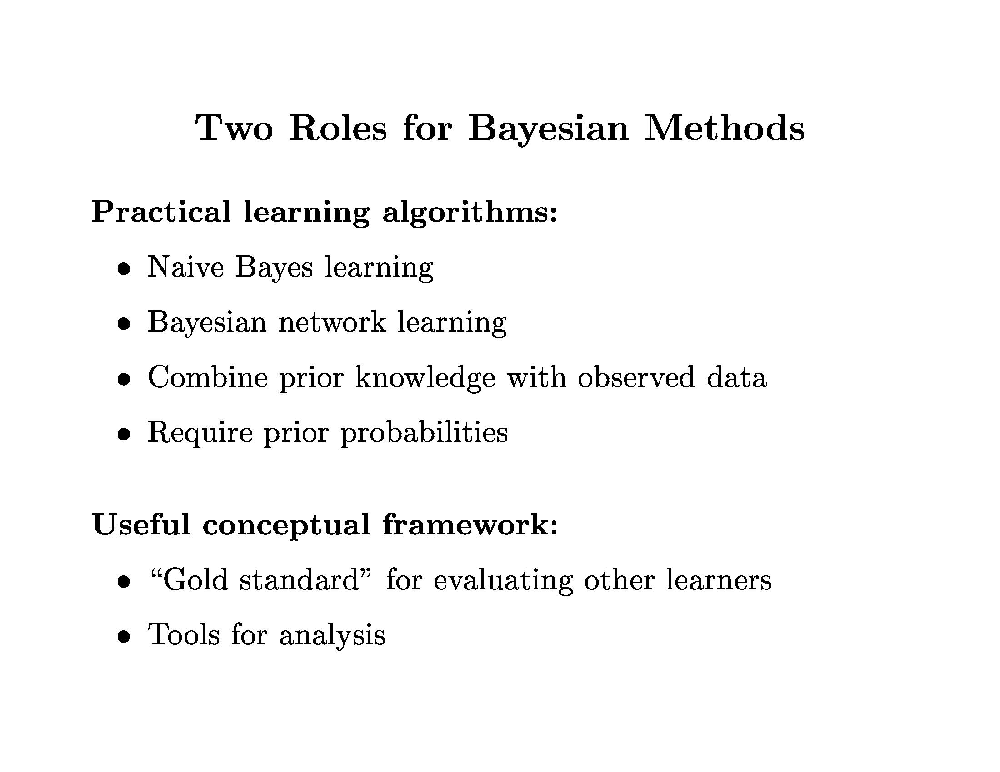 Two Roles for Bayesian Methods
Practical learning algorithms:
• Naive Bayes learning
• Bayesian network learning
• Combine prior knowledge with observed data
• Require prior probabilities
Useful conceptual framework:
• “Gold standard” for evaluating other learners
• Tools for analysis